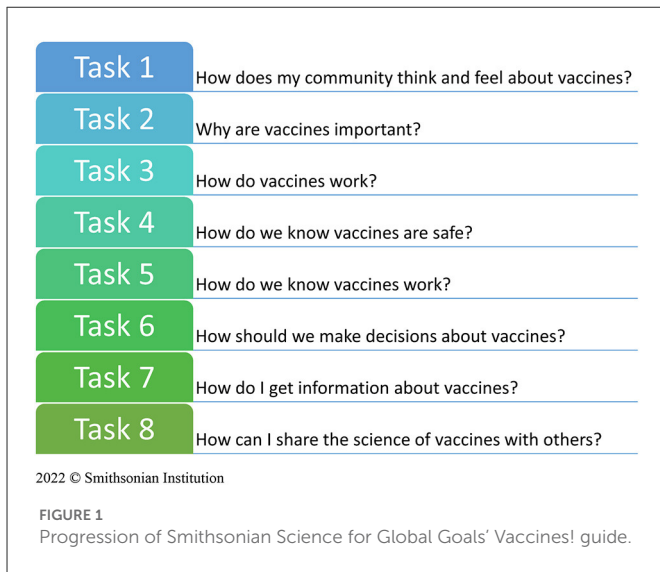 Task 1 How does my community think and feel about vaccines?
Task 2 Why are vaccines important?
Task 3 How do vaccines work?
Task 4 How do we know vaccines are safe?
Task 5 How do we know vaccines work?
Task 6 How should we make decisions about vaccines?
Task 7 How do I get information about vaccines?
Task 8 How can I share the science of vaccines with others?
2022 © Smithsonian Institution
FIGURE 1
Progression of Smithsonian Science for Global Goals’ Vaccines! guide.